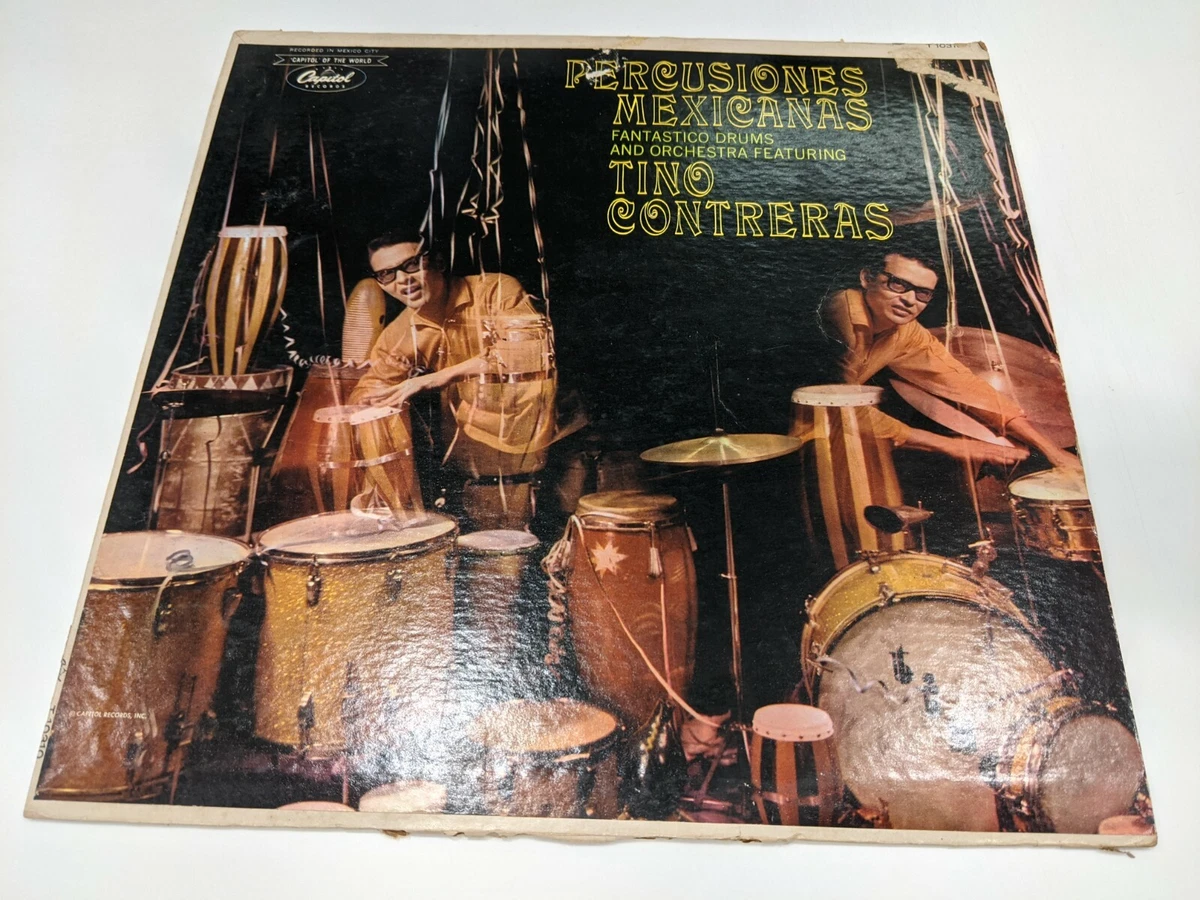 RECORDED IN MEXICO CITY
"CAPITOL" OF THE WORLD
Capitol
RECORDS
PERCUSIONES
MEXICANAS
FANTASTICO DRUMS
AND ORCHESTRA FEATURING
TINO
CONTRERAS
© CAPITOL RECORDS, INC.